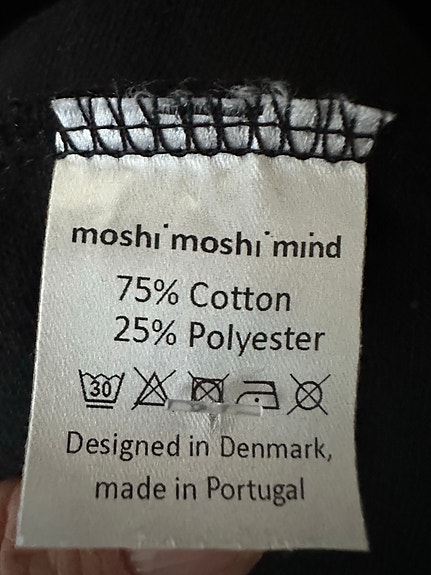 moshi moshi mind
75% Cotton
25% Polyester
30
Designed in Denmark,
made in Portugal